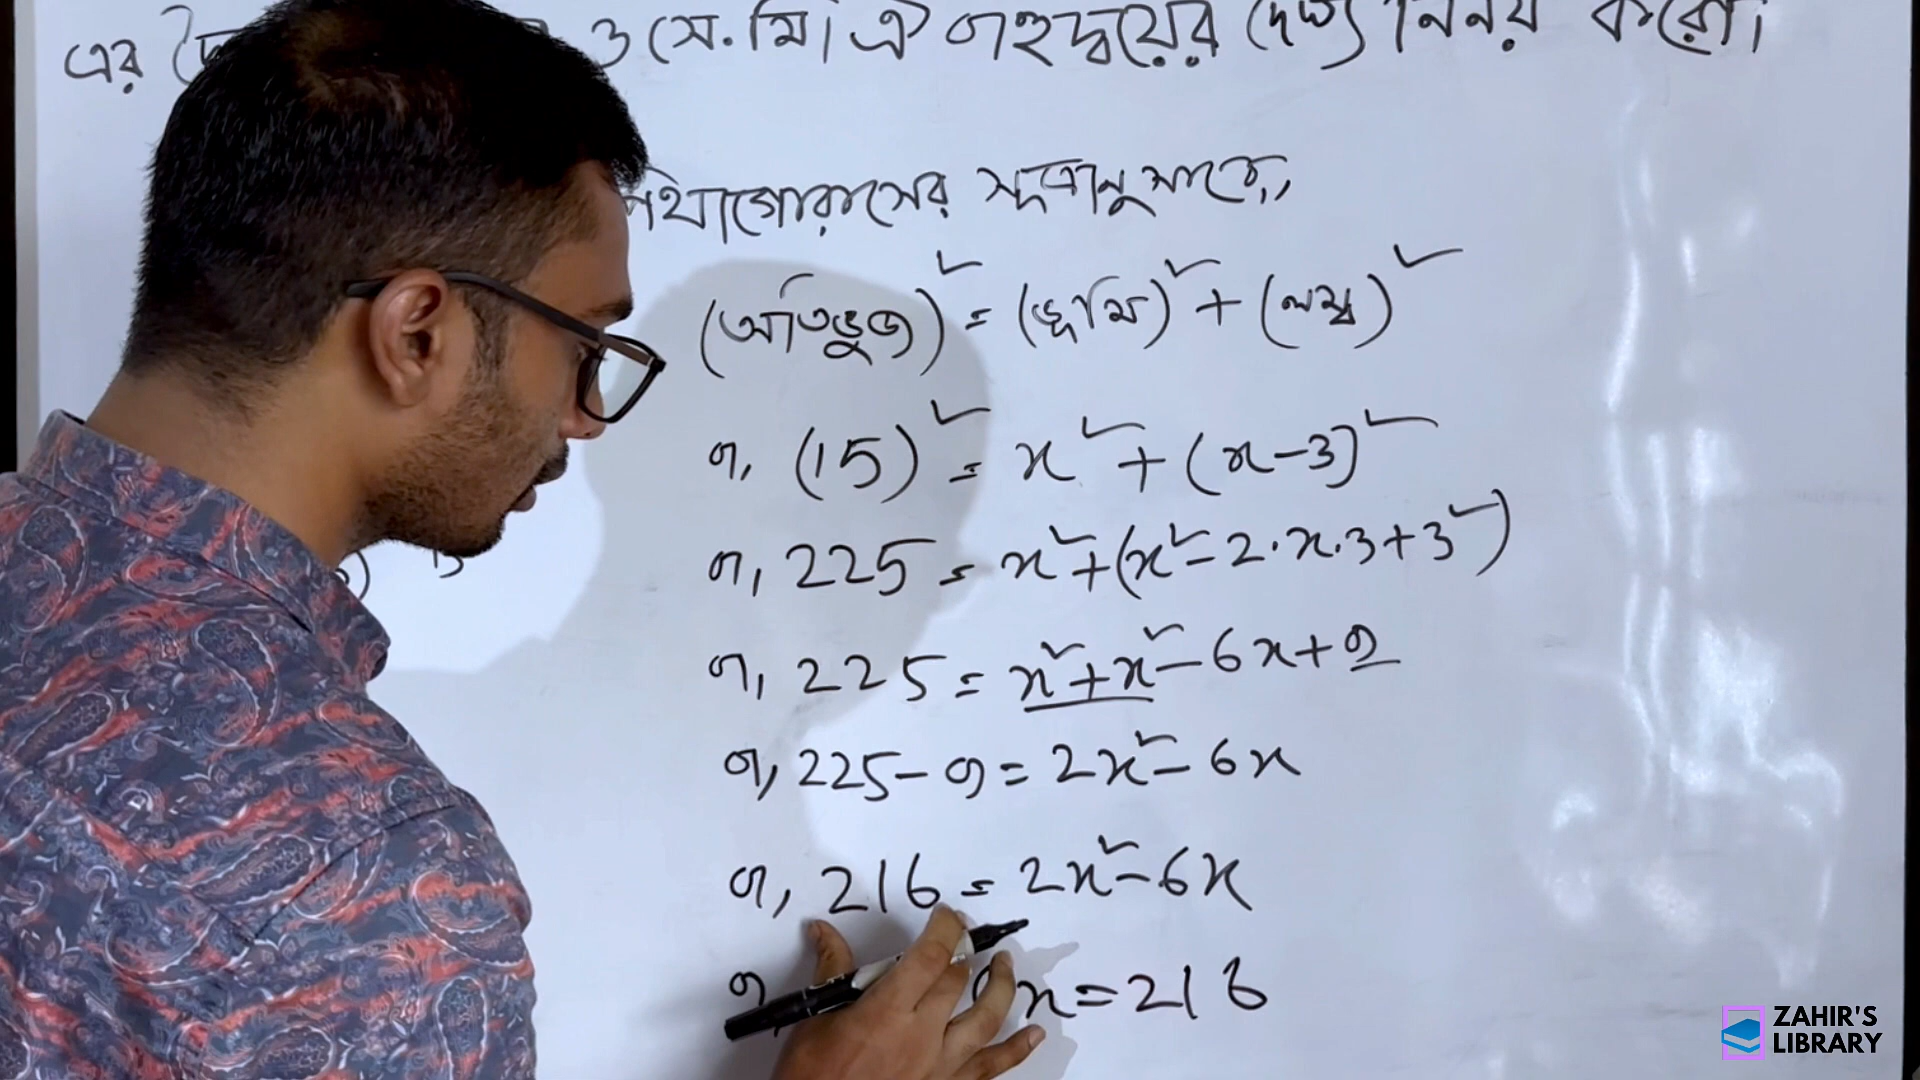 এর ৩ সে.মি। ঐ বাহুদ্বয়ের দৈর্ঘ্য নির্ণয় করো।
পিথাগোরাসের সূত্রানুসারে,
(অতিভুজ)² = (ভূমি)² + (লম্ব)²
বা, (15)² = x² + (x-3)²
বা, 225 = x² + (x² - 2·x·3 + 3²)
বা, 225 = x² + x² - 6x + 9
বা, 225 - 9 = 2x² - 6x
বা, 216 = 2x² - 6x
বা, x = 216
ZAHIR'S
LIBRARY